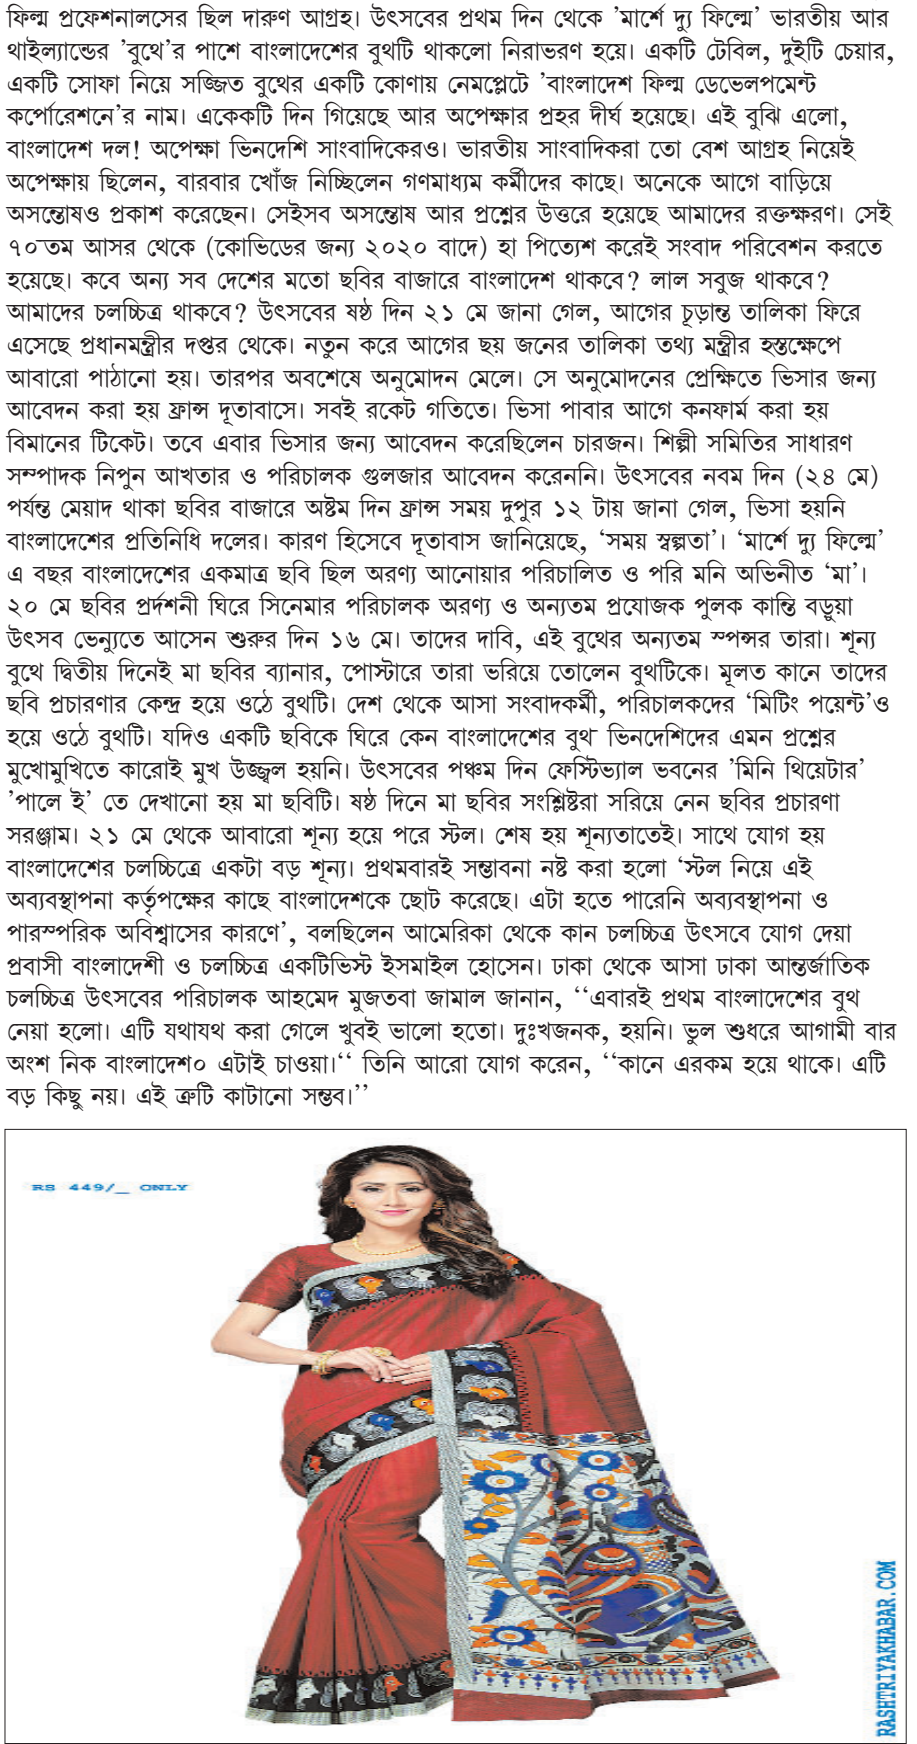 ফিল্ম প্রফেশনালসের ছিল দারুণ আগ্রহ। উৎসবের প্রথম দিন থেকে 'মার্শে দ্যু ফিল্মে' ভারতীয় আর
থাইল্যান্ডের 'বুথে'র পাশে বাংলাদেশের বুথটি থাকলো নিরাভরণ হয়ে। একটি টেবিল, দুইটি চেয়ার,
একটি সোফা নিয়ে সজ্জিত বুথের একটি কোণায় নেমপ্লেটে 'বাংলাদেশ ফিল্ম ডেভেলপমেন্ট
কর্পোরেশনে'র নাম। একেকটি দিন গিয়েছে আর অপেক্ষার প্রহর দীর্ঘ হয়েছে। এই বুঝি এলো,
বাংলাদেশ দল! অপেক্ষা ভিনদেশি সাংবাদিকেরও। ভারতীয় সাংবাদিকরা তো বেশ আগ্রহ নিয়েই
অপেক্ষায় ছিলেন, বারবার খোঁজ নিচ্ছিলেন গণমাধ্যম কর্মীদের কাছে। অনেকে আগে বাড়িয়ে
অসন্তোষও প্রকাশ করেছেন। সেইসব অসন্তোষ আর প্রশ্নের উত্তরে হয়েছে আমাদের রক্তক্ষরণ। সেই
৭০তম আসর থেকে (কোভিডের জন্য ২০২০ বাদে) হা পিত্যেশ করেই সংবাদ পরিবেশন করতে
হয়েছে। কবে অন্য সব দেশের মতো ছবির বাজারে বাংলাদেশ থাকবে? লাল সবুজ থাকবে?
আমাদের চলচ্চিত্র থাকবে? উৎসবের ষষ্ঠ দিন ২১ মে জানা গেল, আগের চূড়ান্ত তালিকা ফিরে
এসেছে প্রধানমন্ত্রীর দপ্তর থেকে। নতুন করে আগের ছয় জনের তালিকা তথ্য মন্ত্রীর হস্তক্ষেপে
আবারো পাঠানো হয়। তারপর অবশেষে অনুমোদন মেলে। সে অনুমোদনের প্রেক্ষিতে ভিসার জন্য
আবেদন করা হয় ফ্রান্স দূতাবাসে। সবই রকেট গতিতে। ভিসা পাবার আগে কনফার্ম করা হয়
বিমানের টিকেট। তবে এবার ভিসার জন্য আবেদন করেছিলেন চারজন। শিল্পী সমিতির সাধারণ
সম্পাদক নিপুন আখতার ও পরিচালক গুলজার আবেদন করেননি। উৎসবের নবম দিন (২৪ মে)
পর্যন্ত মেয়াদ থাকা ছবির বাজারে অষ্টম দিন ফ্রান্স সময় দুপুর ১২ টায় জানা গেল, ভিসা হয়নি
বাংলাদেশের প্রতিনিধি দলের। কারণ হিসেবে দূতাবাস জানিয়েছে, ‘সময় স্বল্পতা’। ‘মার্শে দ্যু ফিল্মে’
এ বছর বাংলাদেশের একমাত্র ছবি ছিল অরণ্য আনোয়ার পরিচালিত ও পরি মনি অভিনীত ‘মা’।
২০ মে ছবির প্রর্দশনী ঘিরে সিনেমার পরিচালক অরণ্য ও অন্যতম প্রযোজক পুলক কান্তি বড়ুয়া
উৎসব ভেন্যুতে আসেন শুরুর দিন ১৬ মে। তাদের দাবি, এই বুথের অন্যতম স্পন্সর তারা। শূন্য
বুথে দ্বিতীয় দিনেই মা ছবির ব্যানার, পোস্টারে তারা ভরিয়ে তোলেন বুথটিকে। মূলত কানে তাদের
ছবি প্রচারণার কেন্দ্র হয়ে ওঠে বুথটি। দেশ থেকে আসা সংবাদকর্মী, পরিচালকদের ‘মিটিং পয়েন্ট’ও
হয়ে ওঠে বুথটি। যদিও একটি ছবিকে ঘিরে কেন বাংলাদেশের বুথ ভিনদেশিদের এমন প্রশ্নের
মুখোমুখিতে কারোই মুখ উজ্জ্বল হয়নি। উৎসবের পঞ্চম দিন ফেস্টিভ্যাল ভবনের 'মিনি থিয়েটার'
'পালে ই' তে দেখানো হয় মা ছবিটি। ষষ্ঠ দিনে মা ছবির সংশ্লিষ্টরা সরিয়ে নেন ছবির প্রচারণা
সরঞ্জাম। ২১ মে থেকে আবারো শূন্য হয়ে পরে স্টল। শেষ হয় শূন্যতাতেই। সাথে যোগ হয়
বাংলাদেশের চলচ্চিত্রে একটা বড় শূন্য। প্রথমবারই সম্ভাবনা নষ্ট করা হলো ‘স্টল নিয়ে এই
অব্যবস্থাপনা কর্তৃপক্ষের কাছে বাংলাদেশকে ছোট করেছে। এটা হতে পারেনি অব্যবস্থাপনা ও
পারস্পরিক অবিশ্বাসের কারণে’, বলছিলেন আমেরিকা থেকে কান চলচ্চিত্র উৎসবে যোগ দেয়া
প্রবাসী বাংলাদেশী ও চলচ্চিত্র একটিভিস্ট ইসমাইল হোসেন। ঢাকা থেকে আসা ঢাকা আন্তর্জাতিক
চলচ্চিত্র উৎসবের পরিচালক আহমেদ মুজতবা জামাল জানান, ‘‘এবারই প্রথম বাংলাদেশের বুথ
নেয়া হলো। এটি যথাযথ করা গেলে খুবই ভালো হতো। দুঃখজনক, হয়নি। ভুল শুধরে আগামী বার
অংশ নিক বাংলাদেশ০ এটাই চাওয়া।‘‘ তিনি আরো যোগ করেন, ‘‘কানে এরকম হয়ে থাকে। এটি
বড় কিছু নয়। এই ত্রুটি কাটানো সম্ভব।’’
RS 449/_ ONLY
RASHTRIYAKHABAR.COM